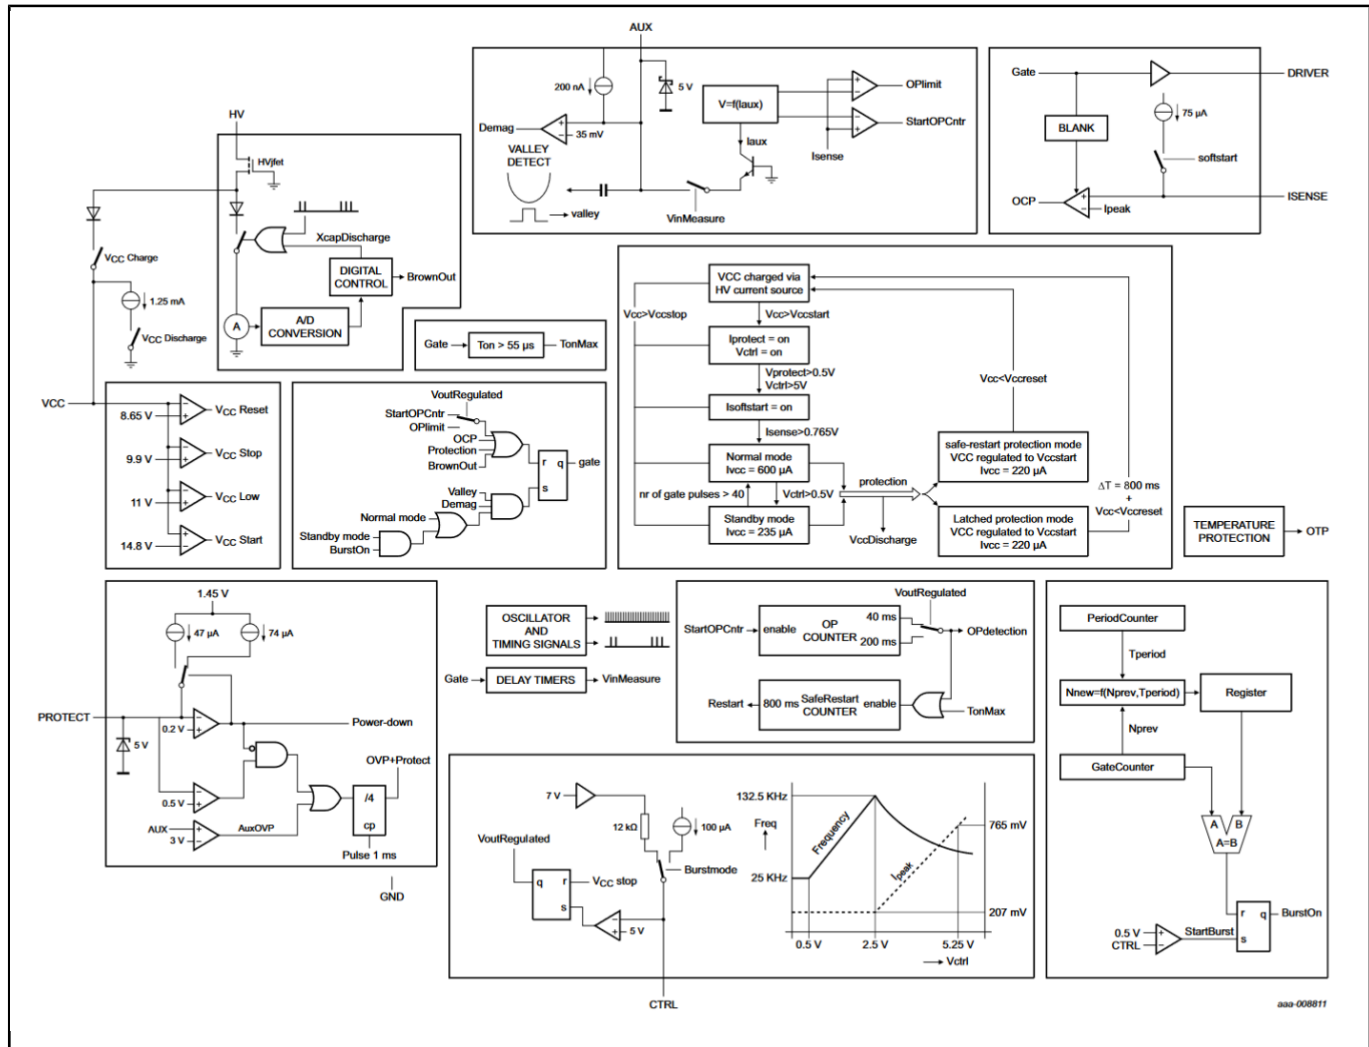 AUX
200 nA
5 V
Demag
35 mV
VALLEY
DETECT
valley
V=f(Iaux)
Iaux
VinMeasure
OPlimit
StartOPCntr
Isense
Gate
DRIVER
75 µA
BLANK
softstart
OCP
Ipeak
ISENSE
HV
HVjfet
XcapDischarge
DIGITAL
CONTROL
BrownOut
A
A/D
CONVERSION
VCC Charge
1.25 mA
VCC Discharge
Gate
Ton > 55 µs
TonMax
VCC charged via
HV current source
Vcc>Vccstop
Vcc>Vccstart
Iprotect = on
Vctrl = on
Vprotect>0.5V
Vctrl>5V
Isoftstart = on
Isense>0.765V
Normal mode
Ivcc = 600 µA
nr of gate pulses > 40
Vctrl>0.5V
Standby mode
Ivcc = 235 µA
protection
VccDischarge
Vcc<Vccreset
safe-restart protection mode
VCC regulated to Vccstart
Ivcc = 220 µA
Latched protection mode
VCC regulated to Vccstart
Ivcc = 220 µA
ΔT = 800 ms
+
Vcc<Vccreset
VCC
8.65 V
VCC Reset
9.9 V
VCC Stop
11 V
VCC Low
14.8 V
VCC Start
VoutRegulated
StartOPCntr
OPlimit
OCP
Protection
BrownOut
r q
s
gate
Valley
Demag
Normal mode
Standby mode
BurstOn
TEMPERATURE
PROTECTION
OTP
1.45 V
47 µA
74 µA
PROTECT
5 V
0.2 V
Power-down
0.5 V
OVP+Protect
AUX
3 V
AuxOVP
/4
cp
Pulse 1 ms
GND
OSCILLATOR
AND
TIMING SIGNALS
Gate
DELAY TIMERS
VinMeasure
VoutRegulated
StartOPCntr
enable
OP
COUNTER
40 ms
200 ms
OPdetection
Restart
800 ms
SafeRestart
COUNTER
enable
TonMax
PeriodCounter
Tperiod
Nnew=f(Nprev,Tperiod)
Register
Nprev
GateCounter
A B
A=B
r q
s
BurstOn
0.5 V
CTRL
StartBurst
7 V
12 kΩ
100 µA
VoutRegulated
q r
s
VCC stop
Burstmode
5 V
CTRL
132.5 KHz
Freq
25 KHz
Frequency
Ipeak
765 mV
207 mV
0.5 V
2.5 V
5.25 V
Vctrl
aaa-008811